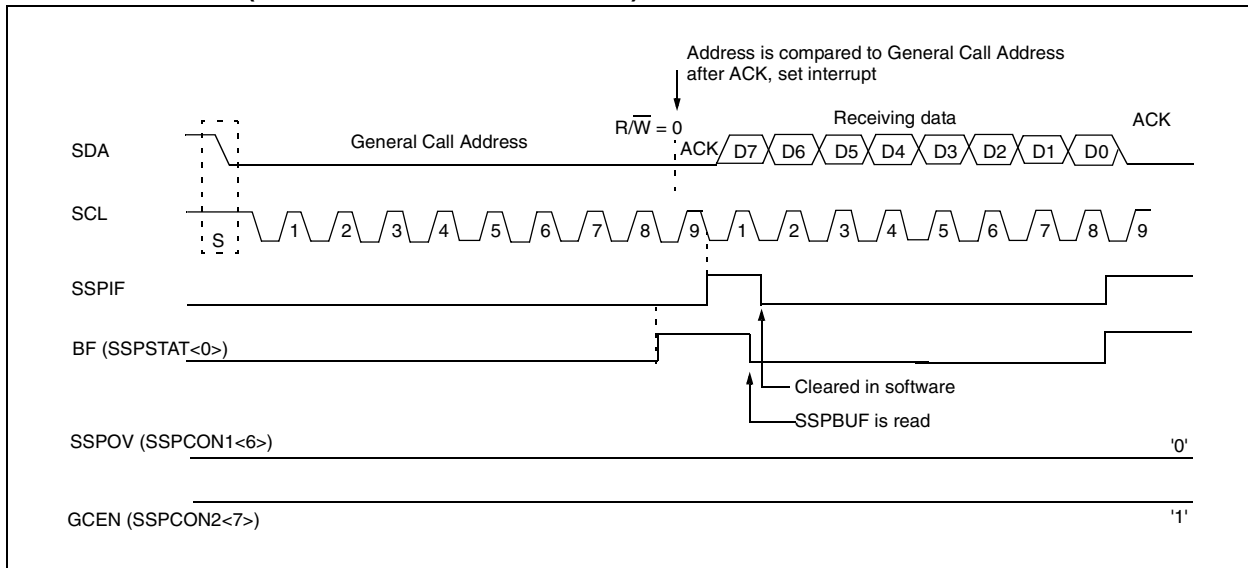 Address is compared to General Call Address
after ACK, set interrupt
R/W̅ = 0
Receiving data
ACK
SDA
General Call Address
ACK
D7 D6 D5 D4 D3 D2 D1 D0
SCL
S
1 2 3 4 5 6 7 8 9 1 2 3 4 5 6 7 8 9
SSPIF
BF (SSPSTAT<0>)
Cleared in software
SSPBUF is read
SSPOV (SSPCON1<6>)
'0'
GCEN (SSPCON2<7>)
'1'